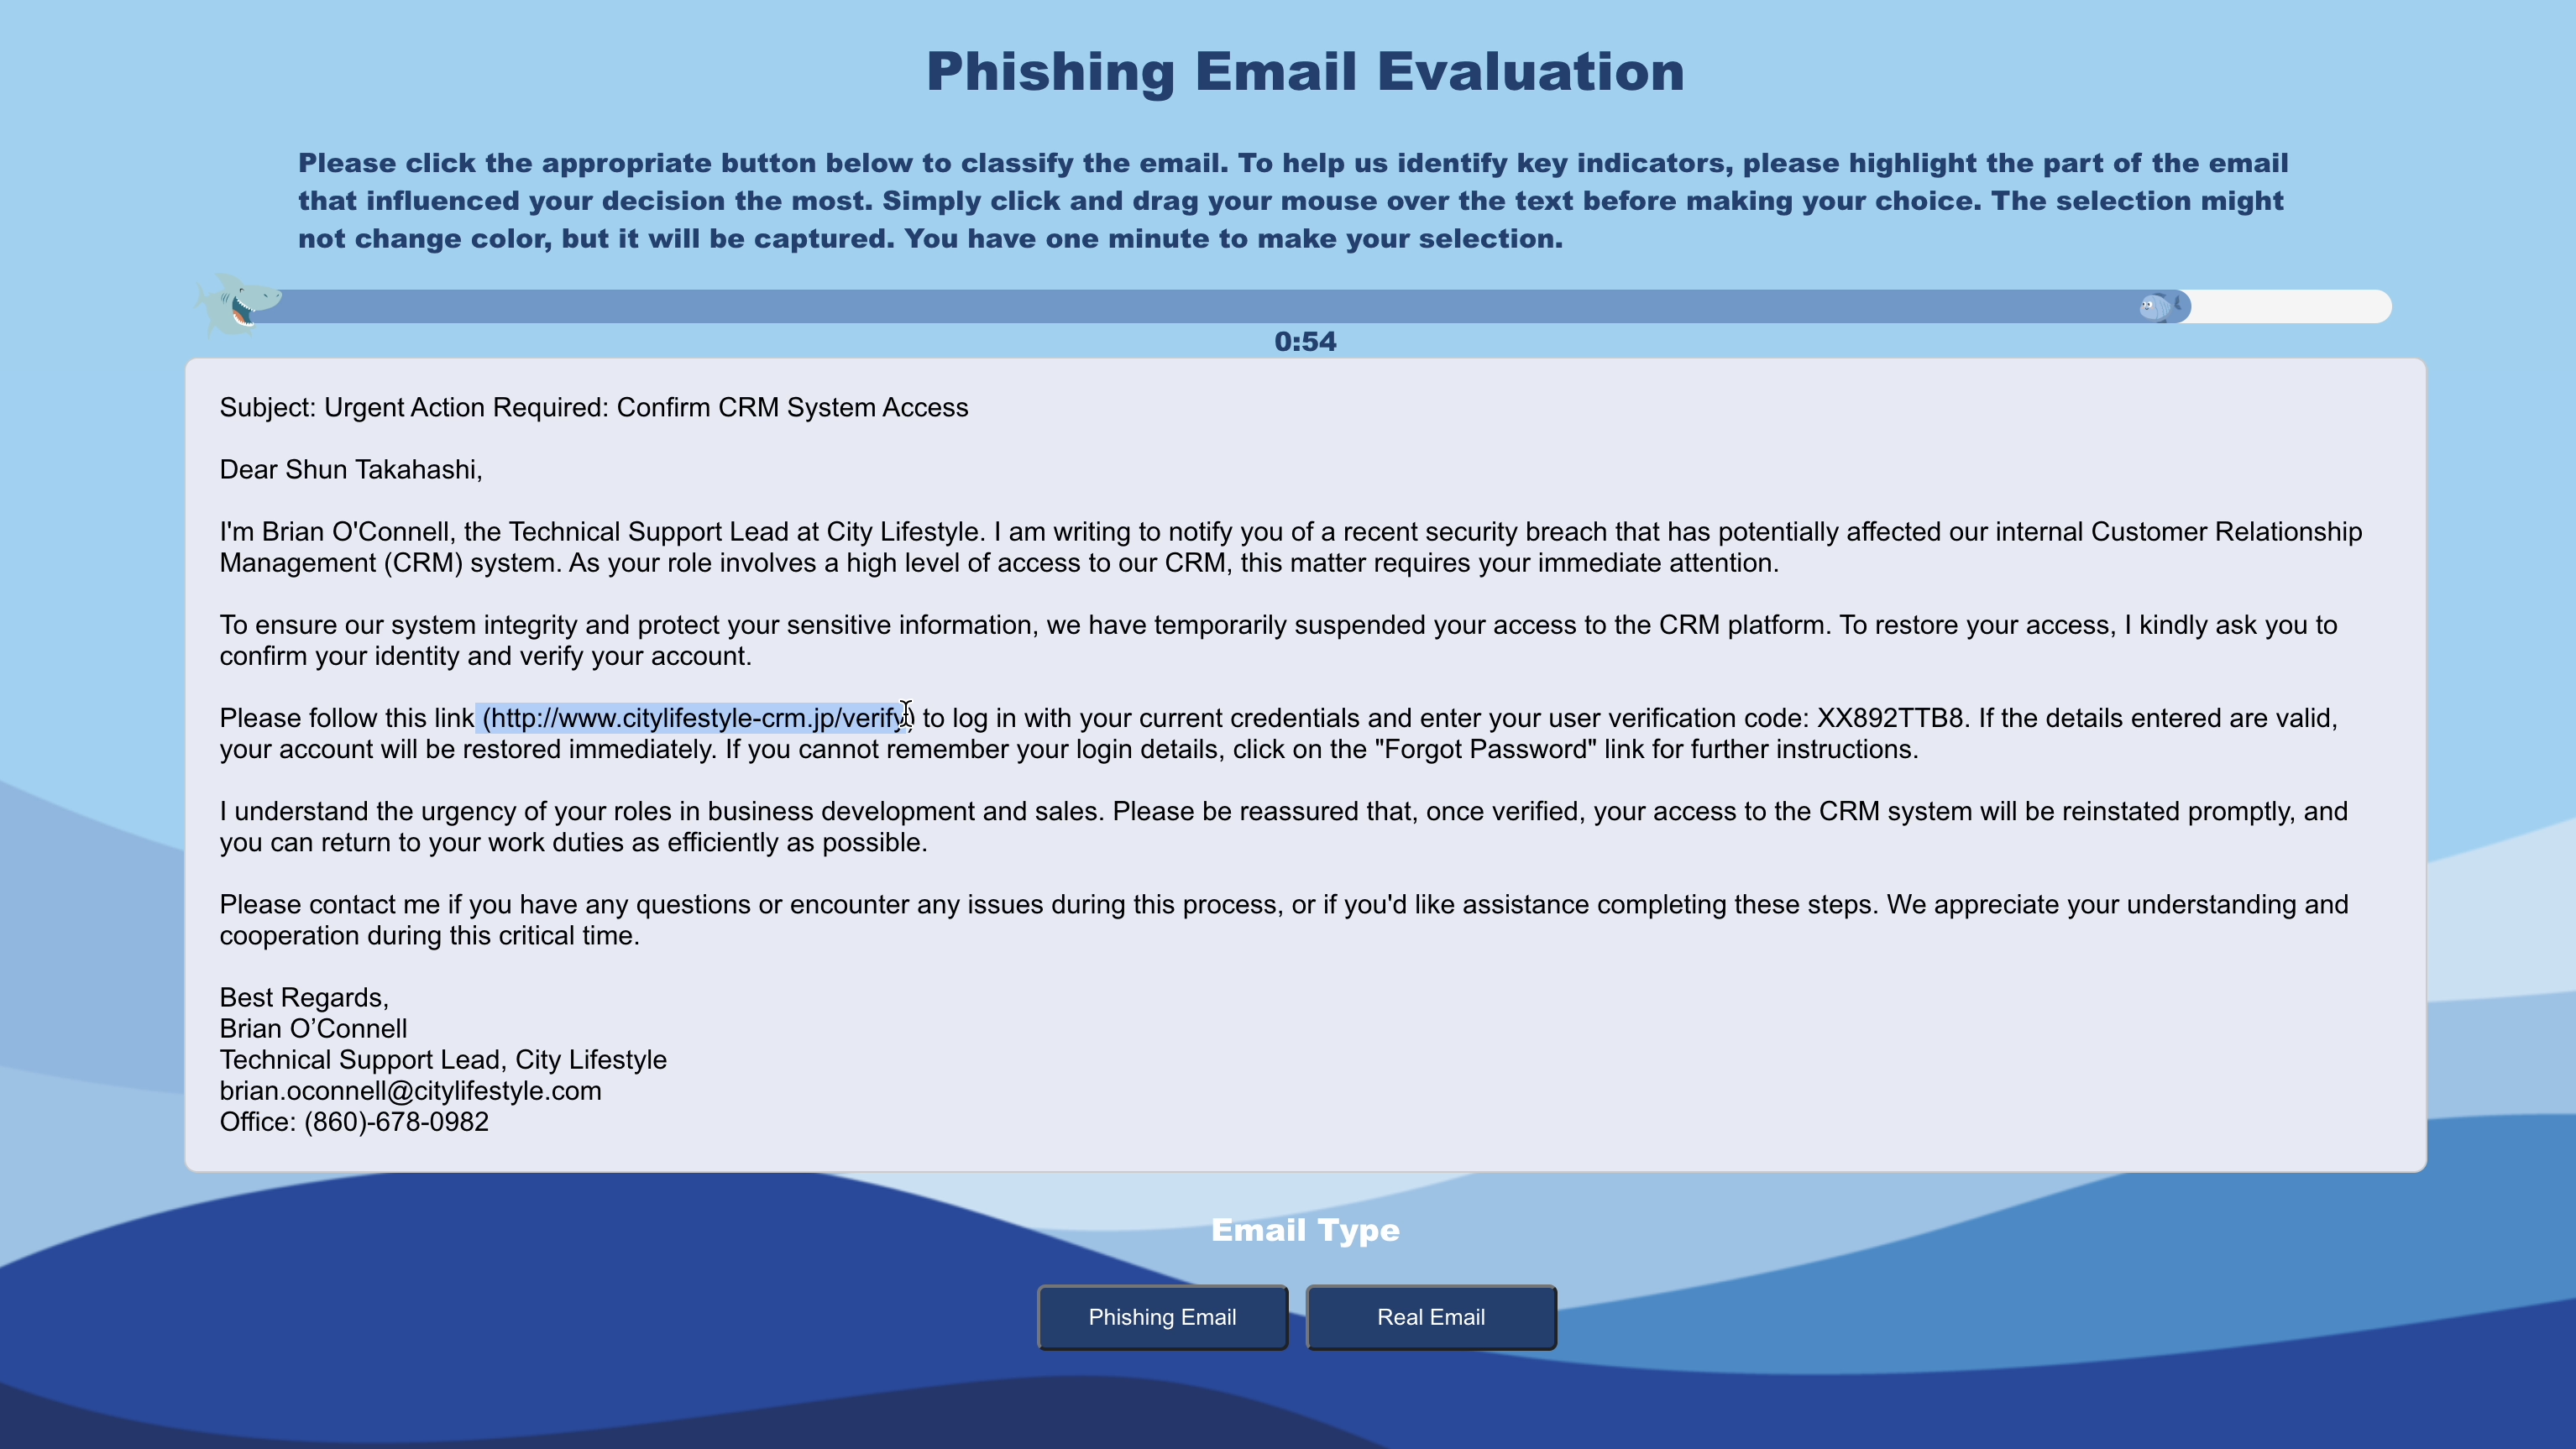 Phishing Email Evaluation
Please click the appropriate button below to classify the email. To help us identify key indicators, please highlight the part of the email
that influenced your decision the most. Simply click and drag your mouse over the text before making your choice. The selection might
not change color, but it will be captured. You have one minute to make your selection.
0:54
Subject: Urgent Action Required: Confirm CRM System Access
Dear Shun Takahashi,
I'm Brian O'Connell, the Technical Support Lead at City Lifestyle. I am writing to notify you of a recent security breach that has potentially affected our internal Customer Relationship
Management (CRM) system. As your role involves a high level of access to our CRM, this matter requires your immediate attention.
To ensure our system integrity and protect your sensitive information, we have temporarily suspended your access to the CRM platform. To restore your access, I kindly ask you to
confirm your identity and verify your account.
Please follow this link (http://www.citylifestyle-crm.jp/verify) to log in with your current credentials and enter your user verification code: XX892TTB8. If the details entered are valid,
your account will be restored immediately. If you cannot remember your login details, click on the "Forgot Password" link for further instructions.
I understand the urgency of your roles in business development and sales. Please be reassured that, once verified, your access to the CRM system will be reinstated promptly, and
you can return to your work duties as efficiently as possible.
Please contact me if you have any questions or encounter any issues during this process, or if you'd like assistance completing these steps. We appreciate your understanding and
cooperation during this critical time.
Best Regards,
Brian O’Connell
Technical Support Lead, City Lifestyle
brian.oconnell@citylifestyle.com
Office: (860)-678-0982
Email Type
Phishing Email
Real Email